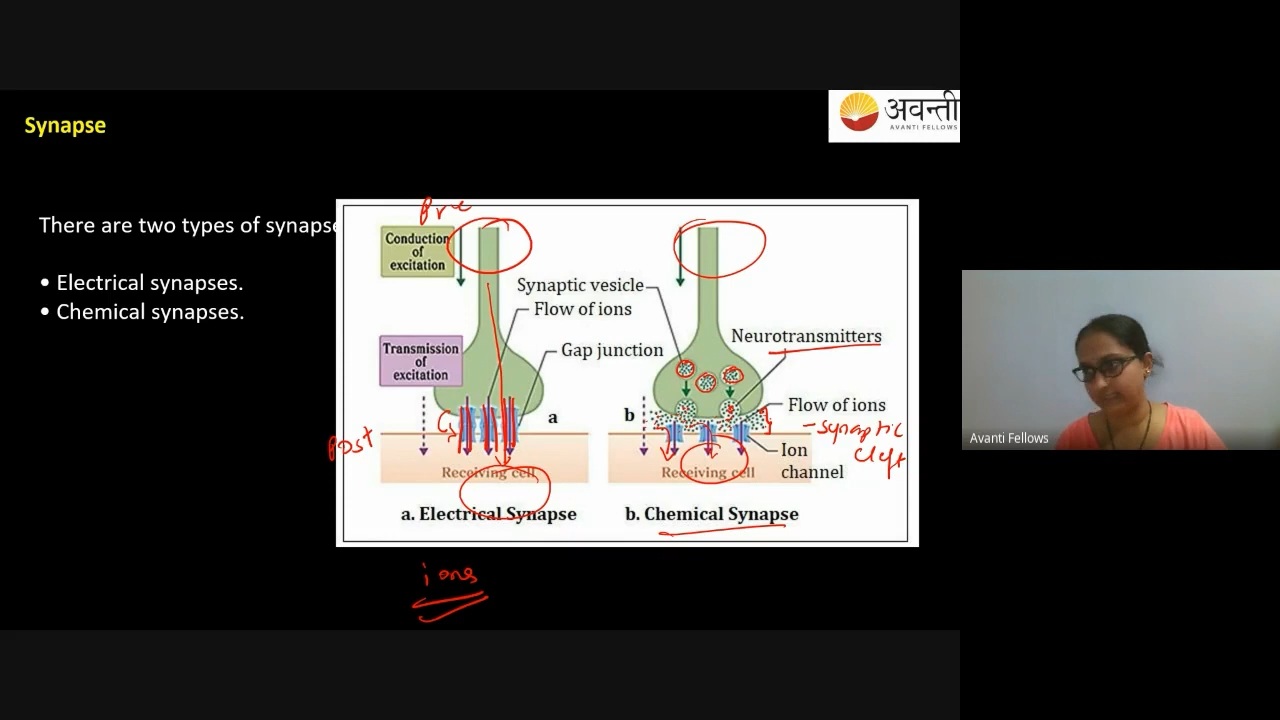 अवन्ती
AVANTI FELLOWS
Synapse
There are two types of synapse
• Electrical synapses.
• Chemical synapses.
Pre
Conduction
of
excitation
Synaptic vesicle
Flow of ions
Gap junction
Neurotransmitters
Transmission
of
excitation
a
b
Flow of ions
- Synaptic
cleft
Post
Ion
channel
Receiving cell
Receiving cell
a. Electrical Synapse
b. Chemical Synapse
ions
Avanti Fellows